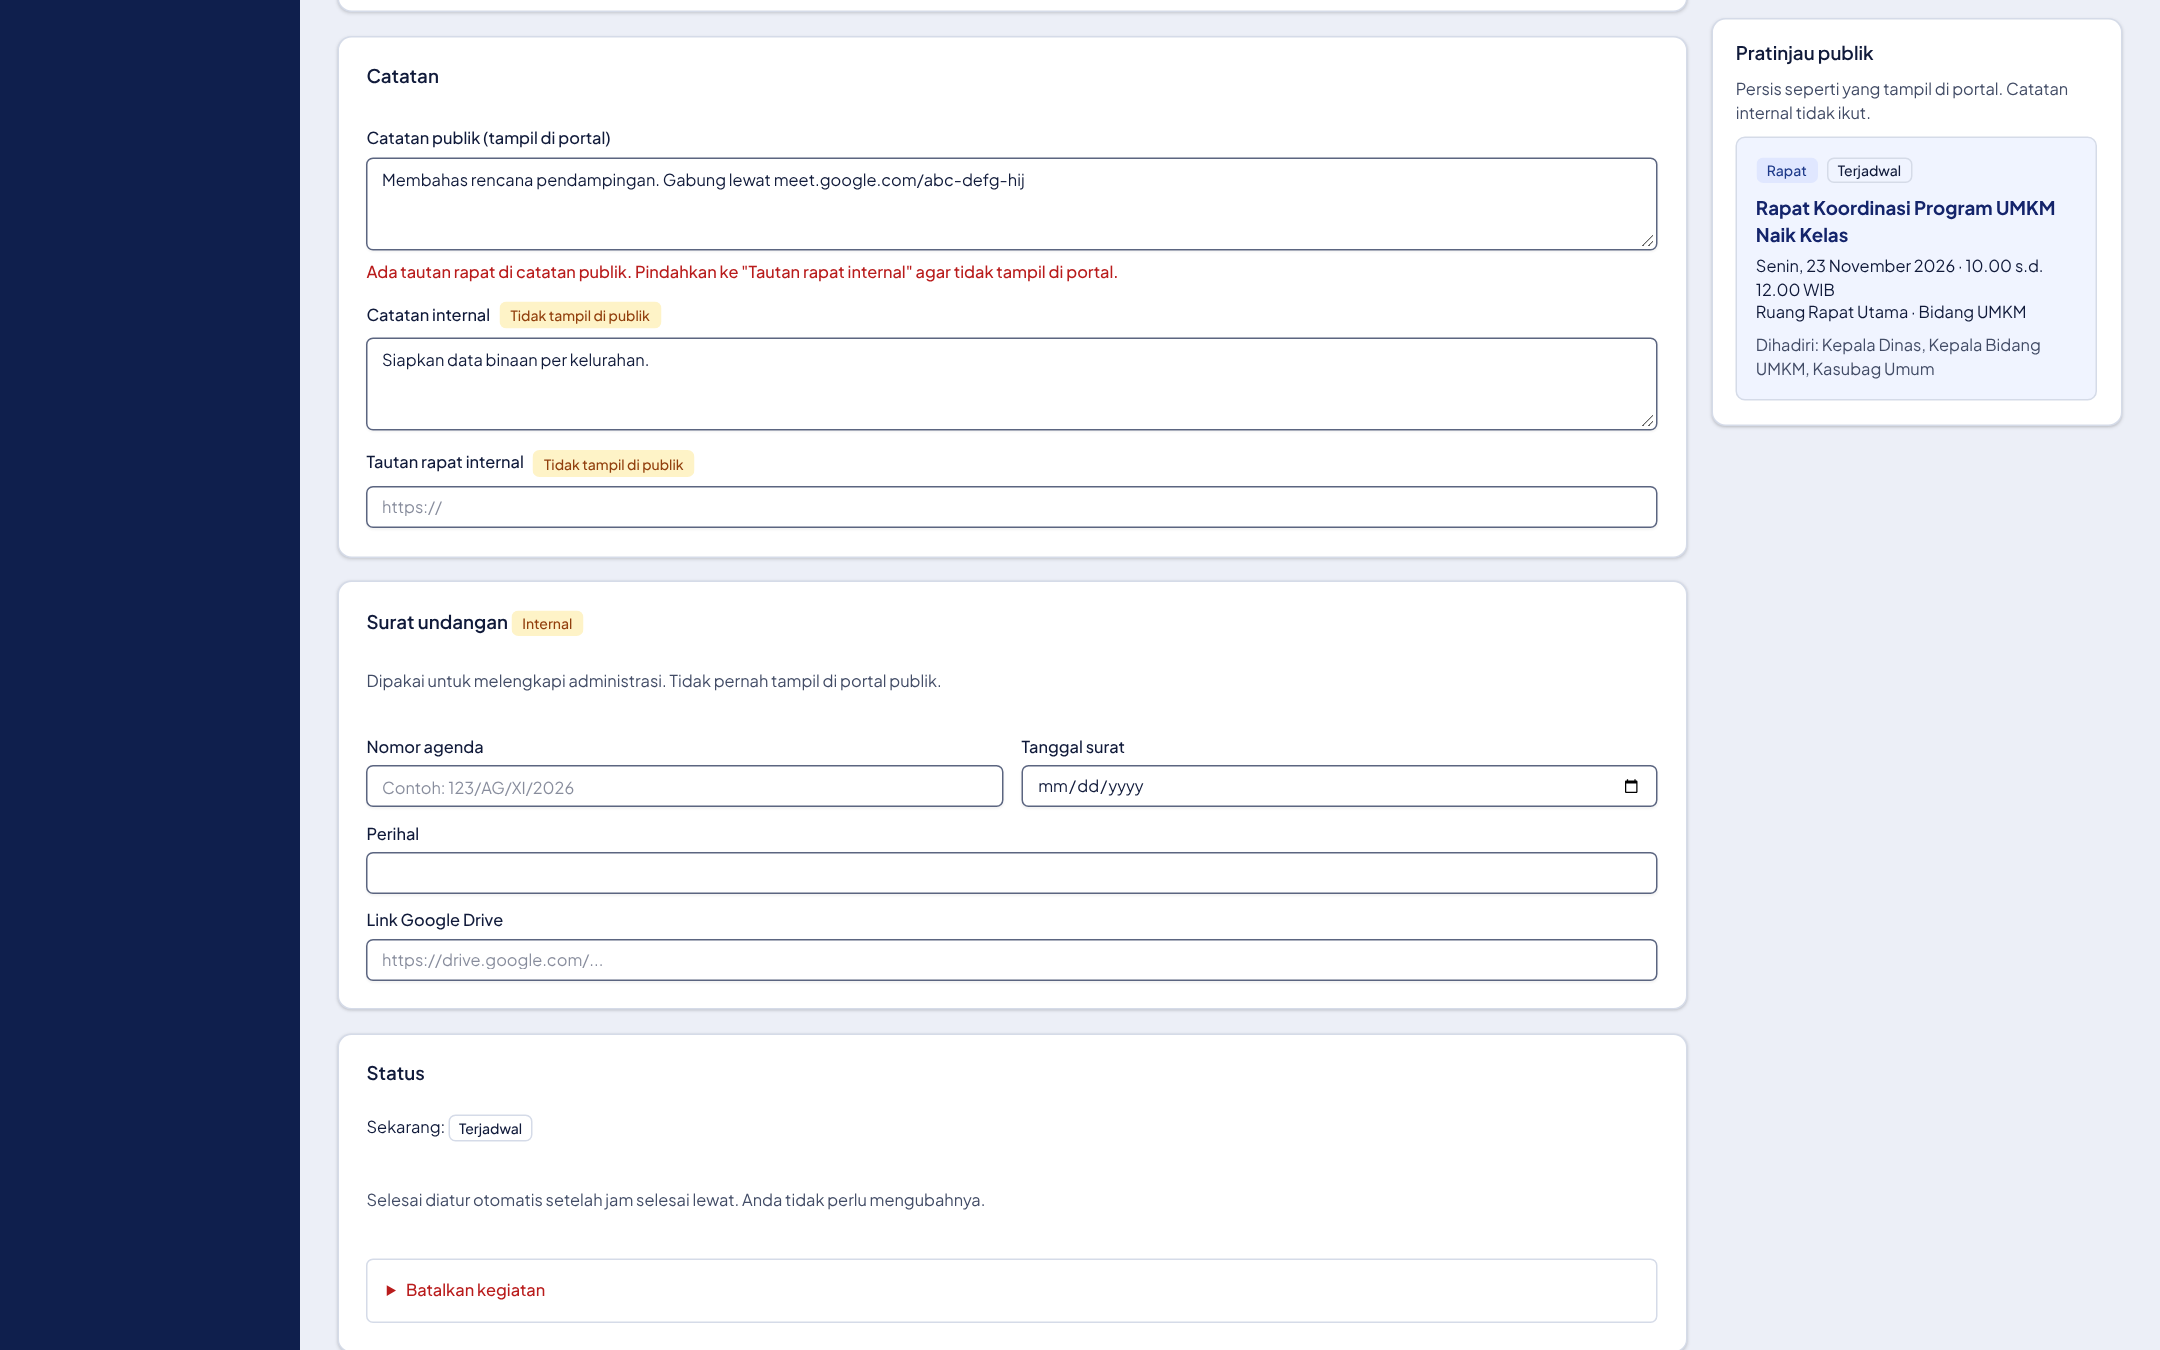 Catatan
Catatan publik (tampil di portal)
Membahas rencana pendampingan. Gabung lewat meet.google.com/abc-defg-hij
Ada tautan rapat di catatan publik. Pindahkan ke "Tautan rapat internal" agar tidak tampil di portal.
Catatan internal Tidak tampil di publik
Siapkan data binaan per kelurahan.
Tautan rapat internal Tidak tampil di publik
https://
Surat undangan Internal
Dipakai untuk melengkapi administrasi. Tidak pernah tampil di portal publik.
Nomor agenda
Contoh: 123/AG/XI/2026
Tanggal surat
mm/dd/yyyy
Perihal
Link Google Drive
https://drive.google.com/...
Status
Sekarang: Terjadwal
Selesai diatur otomatis setelah jam selesai lewat. Anda tidak perlu mengubahnya.
Batalkan kegiatan
Pratinjau publik
Persis seperti yang tampil di portal. Catatan
internal tidak ikut.
Rapat Terjadwal
Rapat Koordinasi Program UMKM
Naik Kelas
Senin, 23 November 2026 · 10.00 s.d.
12.00 WIB
Ruang Rapat Utama · Bidang UMKM
Dihadiri: Kepala Dinas, Kepala Bidang
UMKM, Kasubag Umum